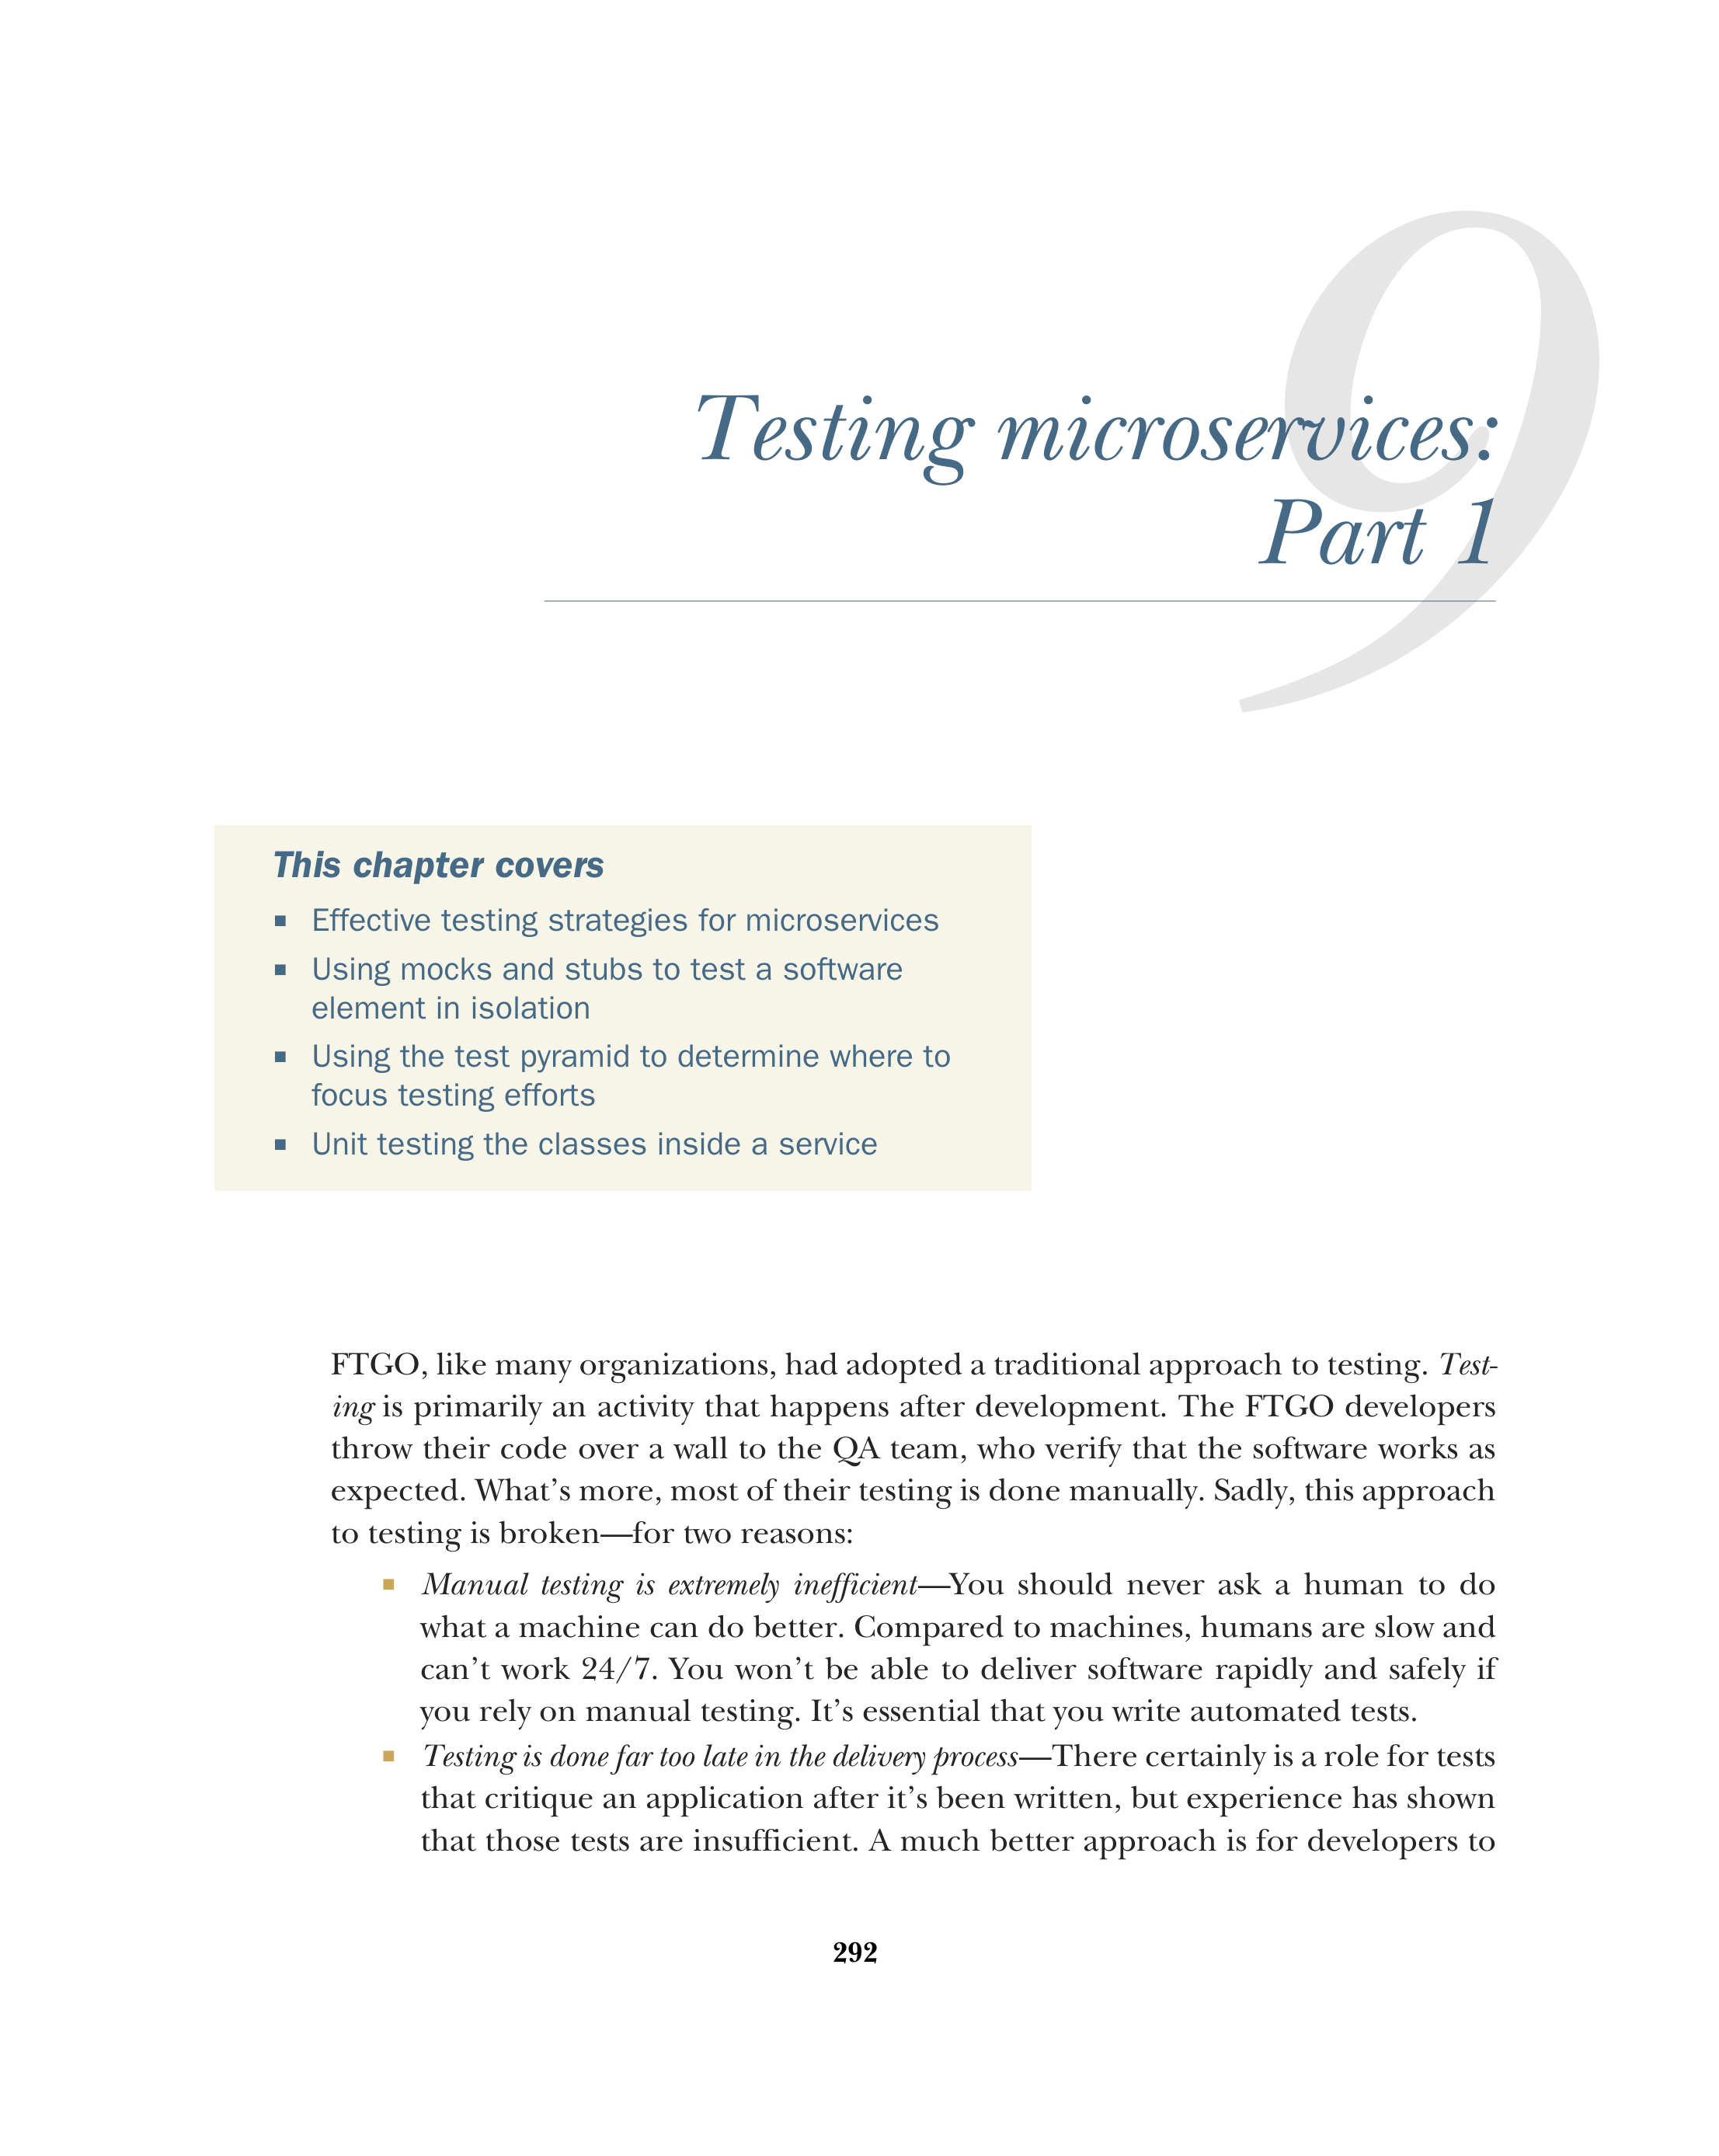 9
Testing microservices:
Part 1
This chapter covers
■ Effective testing strategies for microservices
■ Using mocks and stubs to test a software
element in isolation
■ Using the test pyramid to determine where to
focus testing efforts
■ Unit testing the classes inside a service
FTGO, like many organizations, had adopted a traditional approach to testing. Test-
ing is primarily an activity that happens after development. The FTGO developers
throw their code over a wall to the QA team, who verify that the software works as
expected. What’s more, most of their testing is done manually. Sadly, this approach
to testing is broken—for two reasons:
■ Manual testing is extremely inefficient—You should never ask a human to do
what a machine can do better. Compared to machines, humans are slow and
can’t work 24/7. You won’t be able to deliver software rapidly and safely if
you rely on manual testing. It’s essential that you write automated tests.
■ Testing is done far too late in the delivery process—There certainly is a role for tests
that critique an application after it’s been written, but experience has shown
that those tests are insufficient. A much better approach is for developers to
292